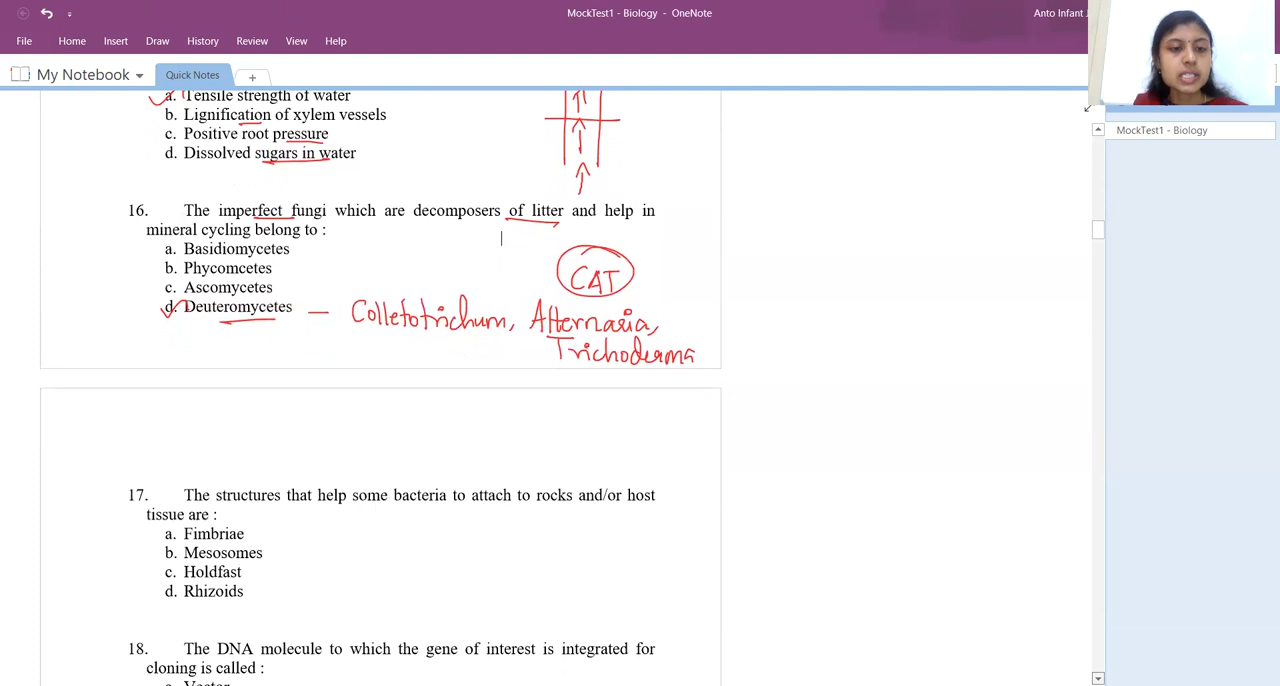 MockTest1 - Biology - OneNote
Anto Infant J
File Home Insert Draw History Review View Help
My Notebook
Quick Notes
+
MockTest1 - Biology
a. Tensile strength of water
b. Lignification of xylem vessels
c. Positive root pressure
d. Dissolved sugars in water
16. The imperfect fungi which are decomposers of litter and help in
mineral cycling belong to :
a. Basidiomycetes
b. Phycomcetes
c. Ascomycetes
CAT
d. Deuteromycetes — Colletotrichum, Alternaria,
Trichoderma
17. The structures that help some bacteria to attach to rocks and/or host
tissue are :
a. Fimbriae
b. Mesosomes
c. Holdfast
d. Rhizoids
18. The DNA molecule to which the gene of interest is integrated for
cloning is called :
a. Vector